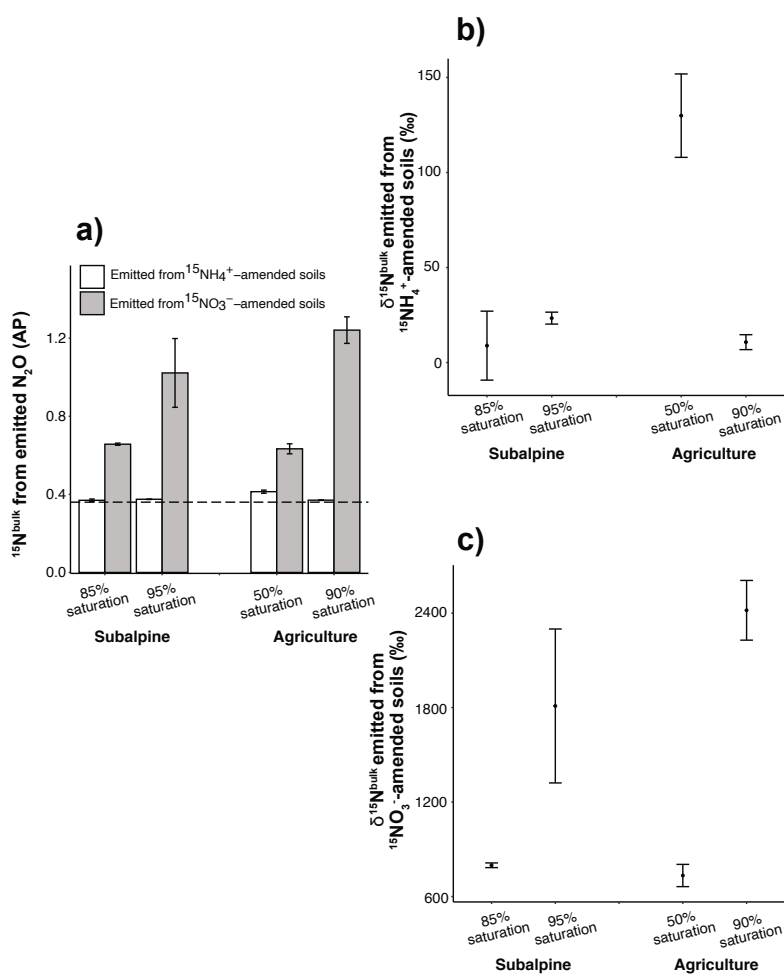 a)
Emitted from ¹⁵NH₄⁺–amended soils
Emitted from ¹⁵NO₃⁻–amended soils
¹⁵Nᵇᵘˡᵏ from emitted N₂O (AP)
1.2
0.8
0.4
0.0
85% saturation
95% saturation
50% saturation
90% saturation
Subalpine
Agriculture
b)
δ¹⁵Nᵇᵘˡᵏ emitted from
¹⁵NH₄⁺-amended soils (‰)
150
100
50
0
85% saturation
95% saturation
50% saturation
90% saturation
Subalpine
Agriculture
c)
δ¹⁵Nᵇᵘˡᵏ emitted from
¹⁵NO₃⁻-amended soils (‰)
2400
1800
1200
600
85% saturation
95% saturation
50% saturation
90% saturation
Subalpine
Agriculture